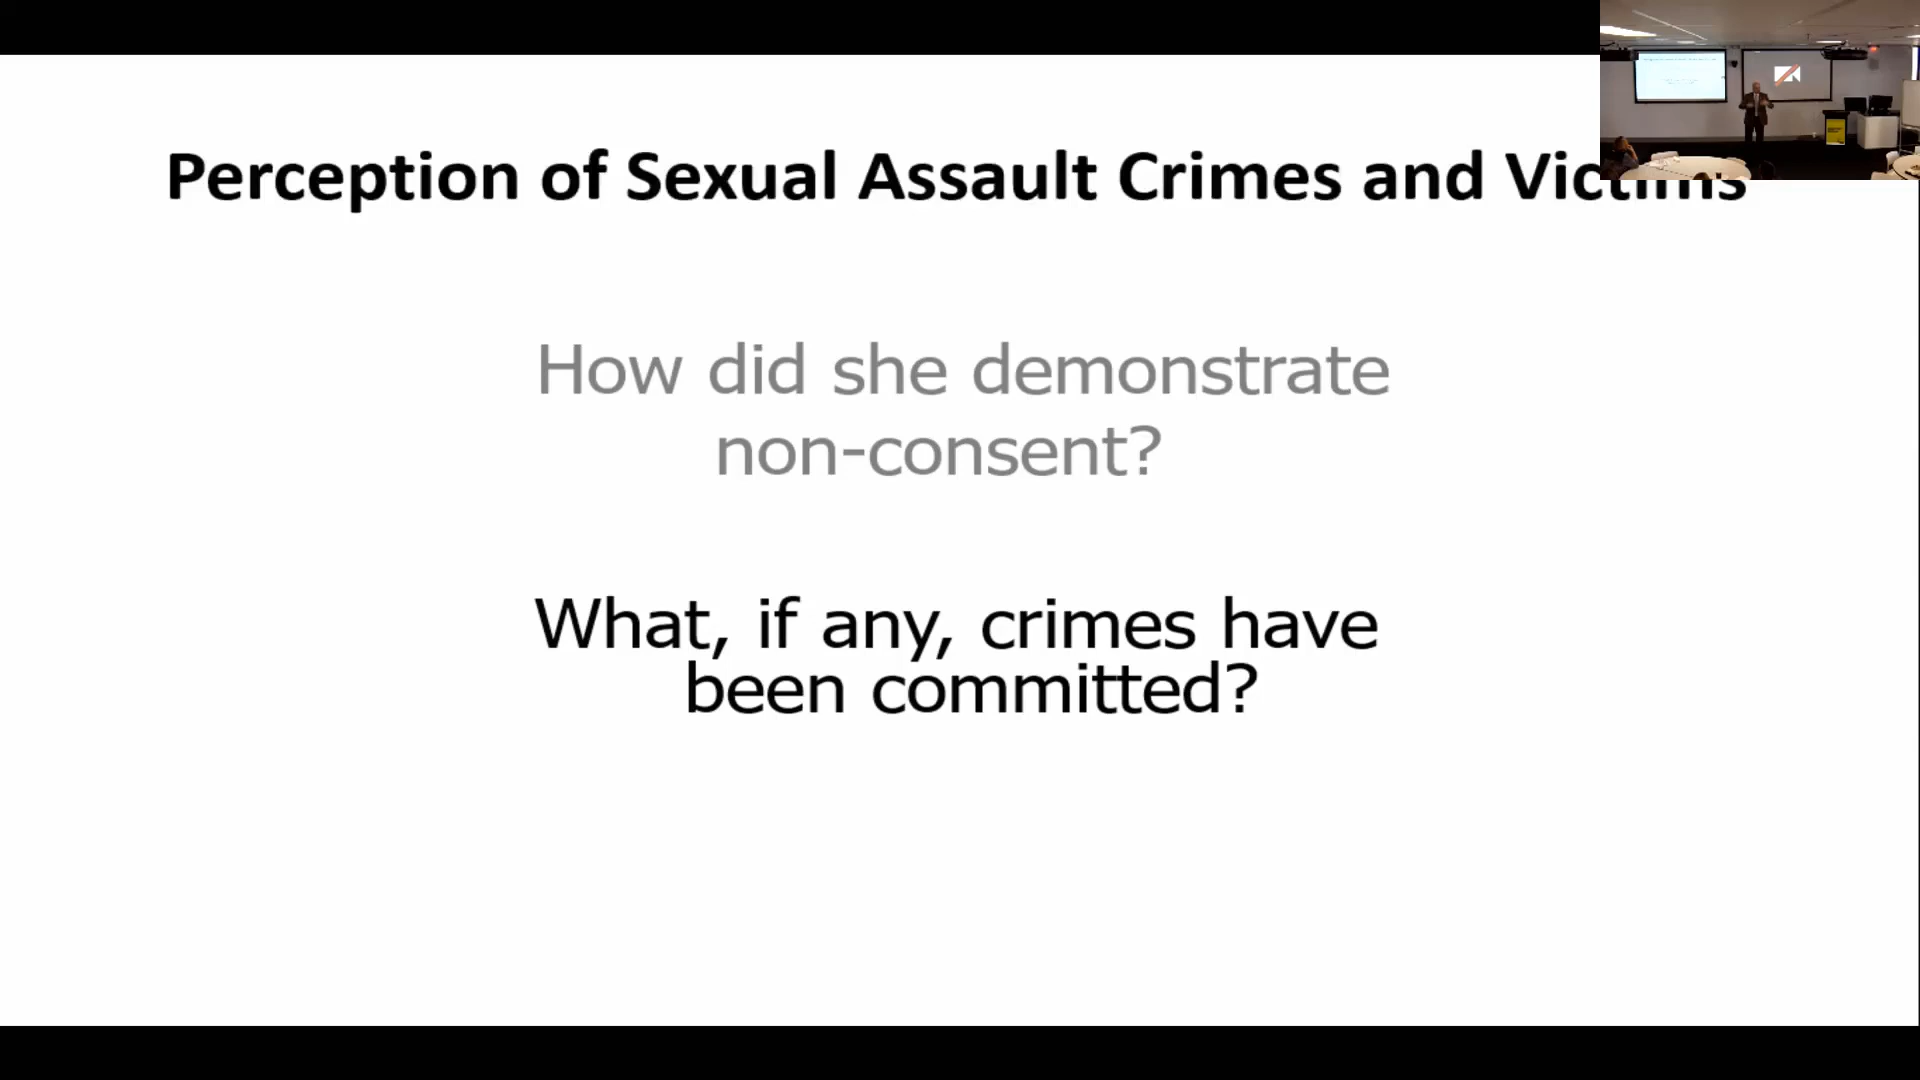 Perception of Sexual Assault Crimes and Victims
How did she demonstrate
non-consent?
What, if any, crimes have
been committed?